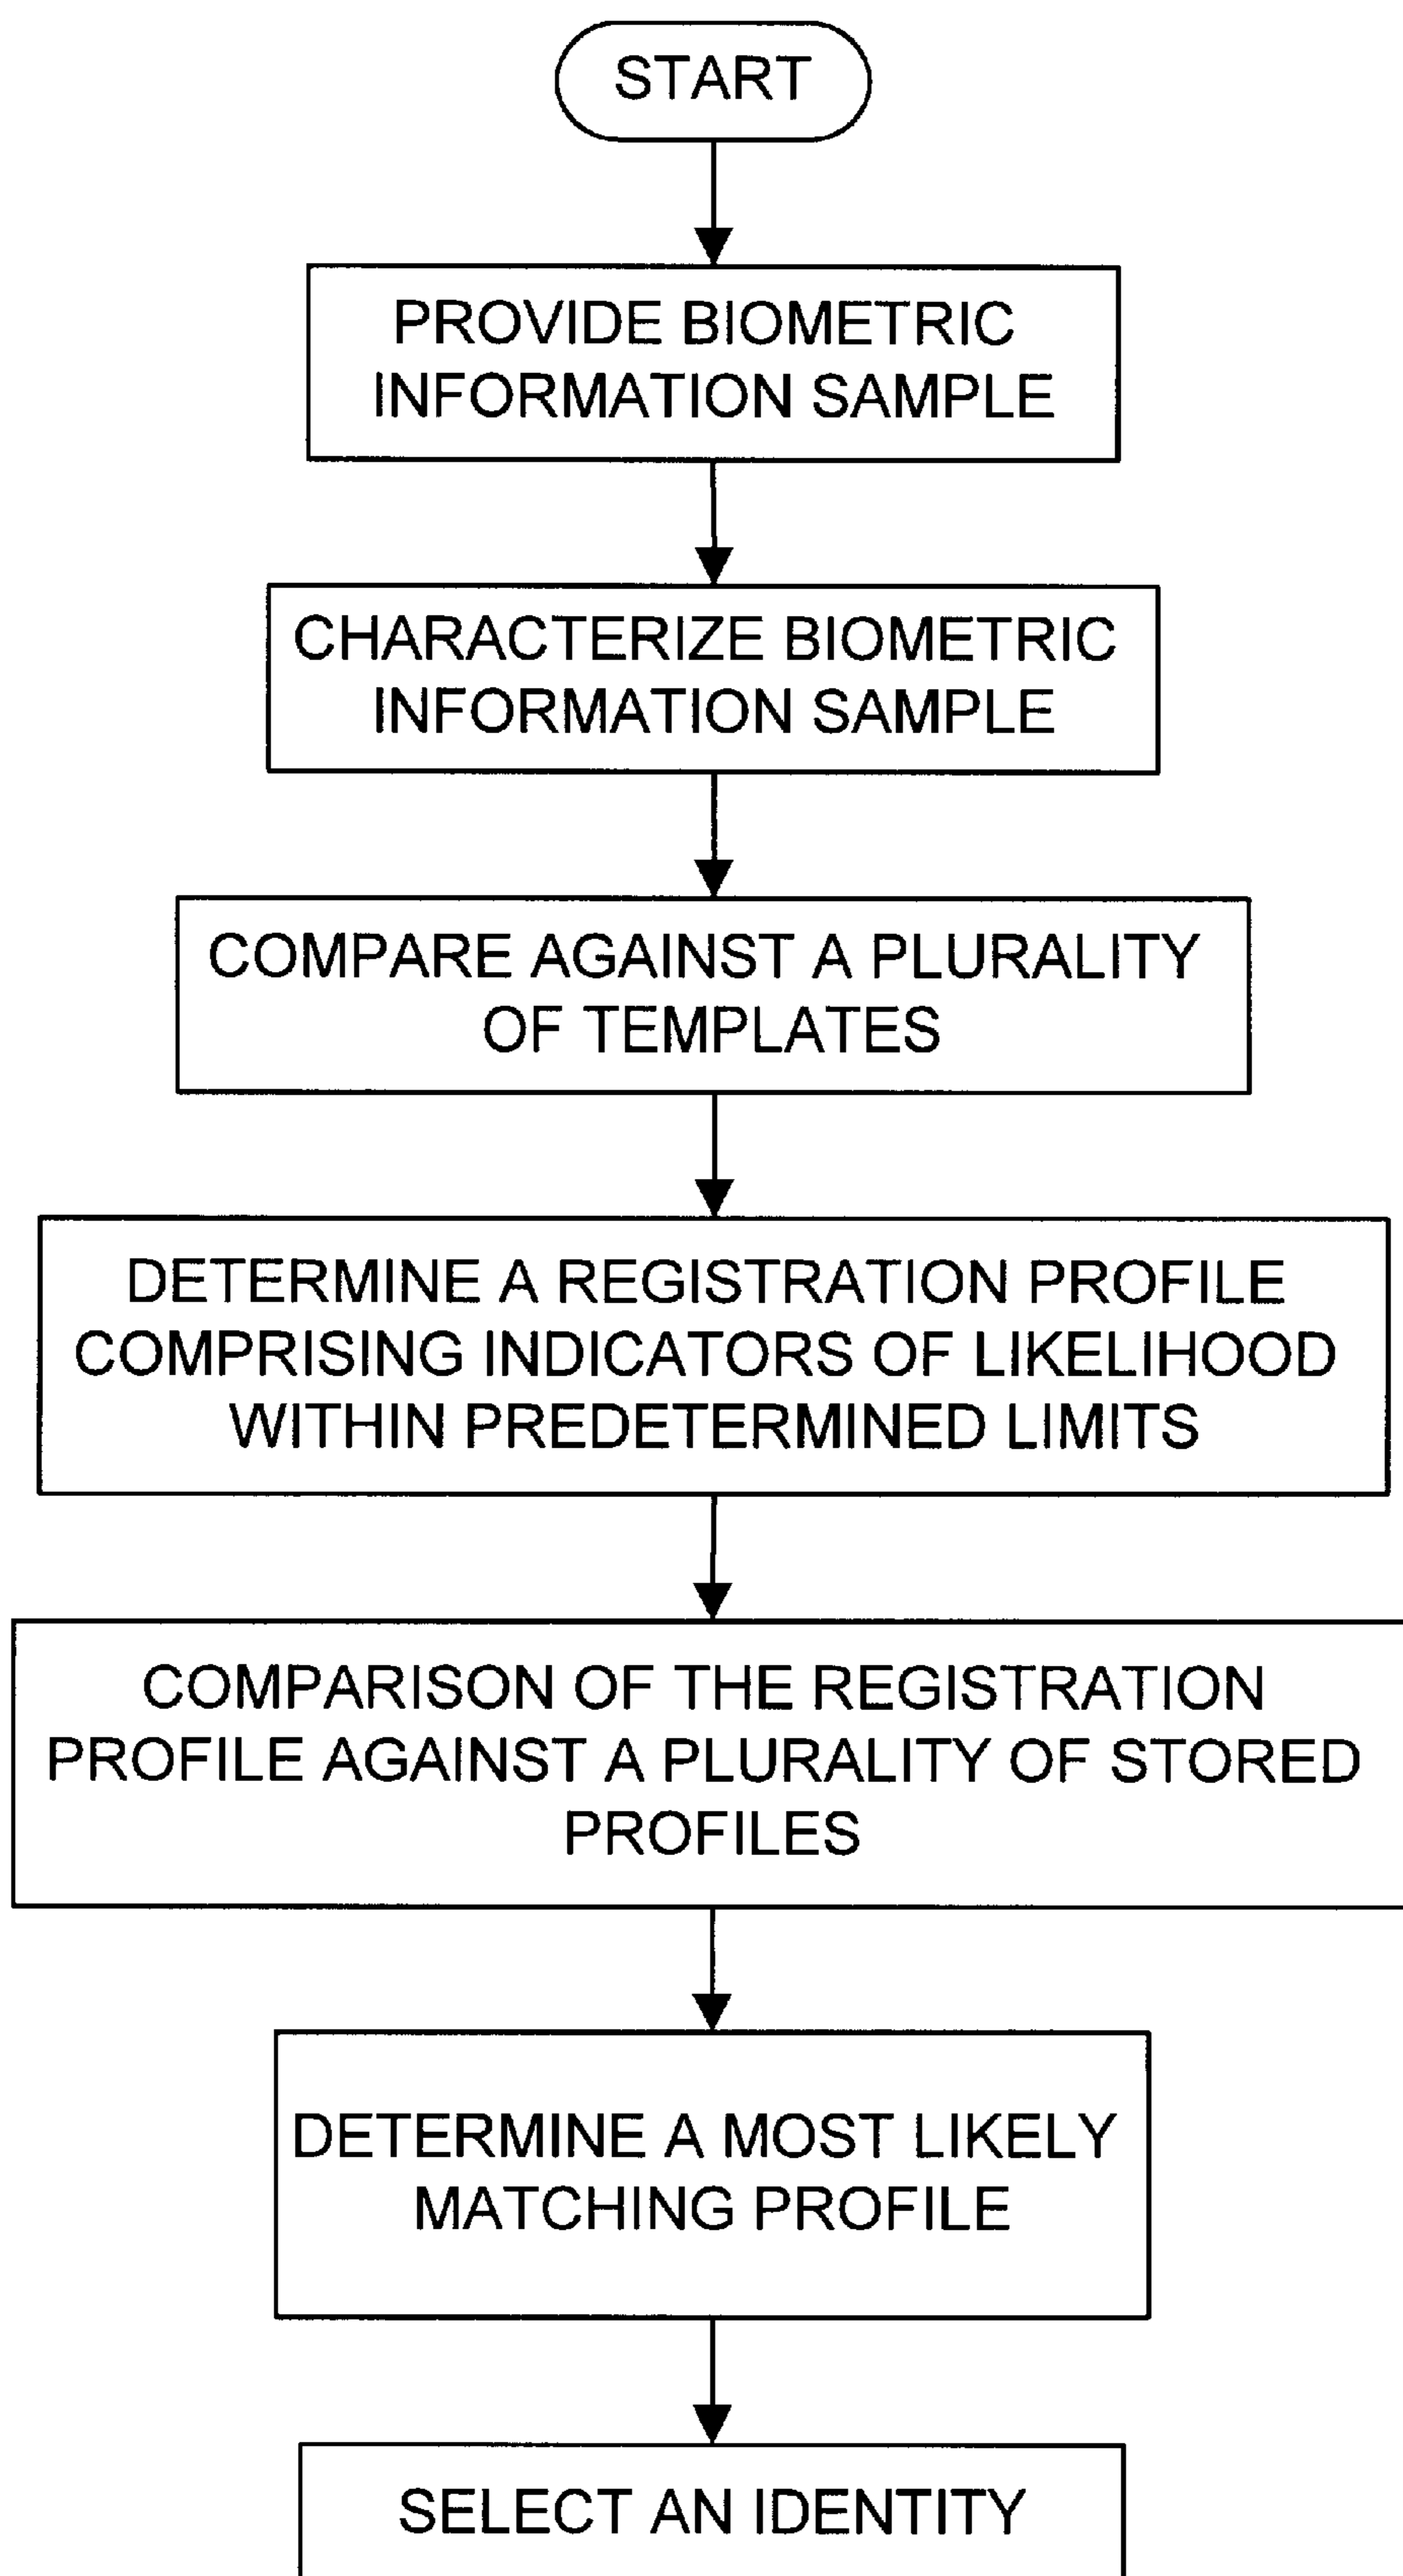 START
PROVIDE BIOMETRIC
INFORMATION SAMPLE
CHARACTERIZE BIOMETRIC
INFORMATION SAMPLE
COMPARE AGAINST A PLURALITY
OF TEMPLATES
DETERMINE A REGISTRATION PROFILE
COMPRISING INDICATORS OF LIKELIHOOD
WITHIN PREDETERMINED LIMITS
COMPARISON OF THE REGISTRATION
PROFILE AGAINST A PLURALITY OF STORED
PROFILES
DETERMINE A MOST LIKELY
MATCHING PROFILE
SELECT AN IDENTITY